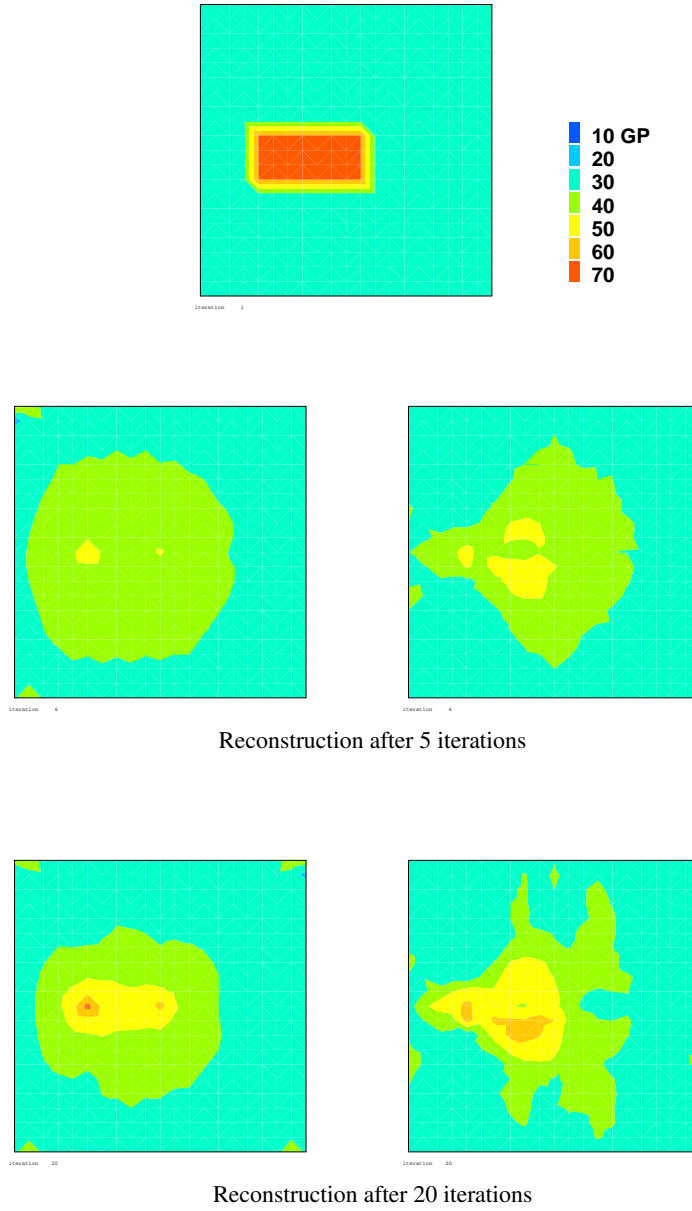 10 GP
20
30
40
50
60
70
iteration 1
iteration 6
iteration 6
Reconstruction after 5 iterations
iteration 20
iteration 20
Reconstruction after 20 iterations